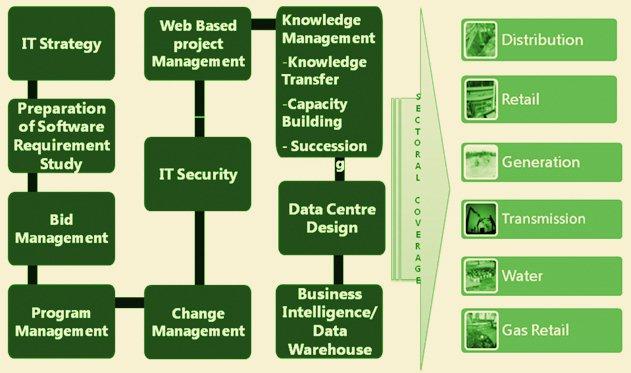 IT Strategy
Preparation
of Software
Requirement
Study
Bid
Management
Program
Management
Web Based
project
Management
IT Security
Change
Management
Knowledge
Management
-Knowledge
Transfer
-Capacity
Building
- Succession
g
Data Centre
Design
Business
Intelligence/
Data
Warehouse
SECTORAL COVERAGE
Distribution
Retail
Generation
Transmission
Water
Gas Retail